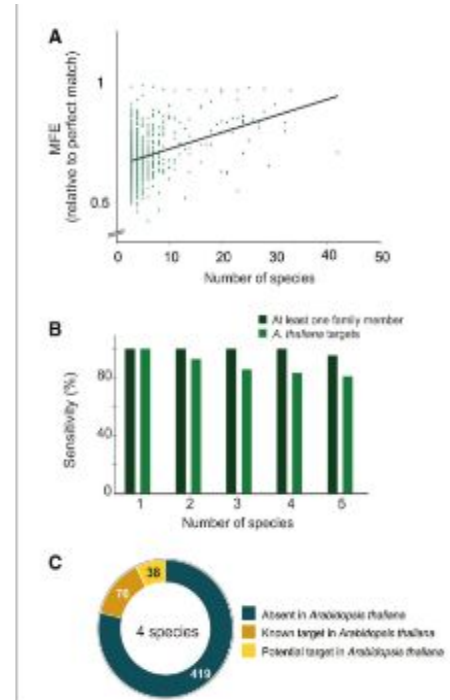 A
MFE
(relative to perfect match)
1
0.5
0
10
20
30
40
50
Number of species
B
At least one family member
A. thaliana targets
Sensitivity (%)
80
40
0
1
2
3
4
5
Number of species
C
38
76
4 species
419
Absent in Arabidopsis thaliana
Known target in Arabidopsis thaliana
Potential target in Arabidopsis thaliana